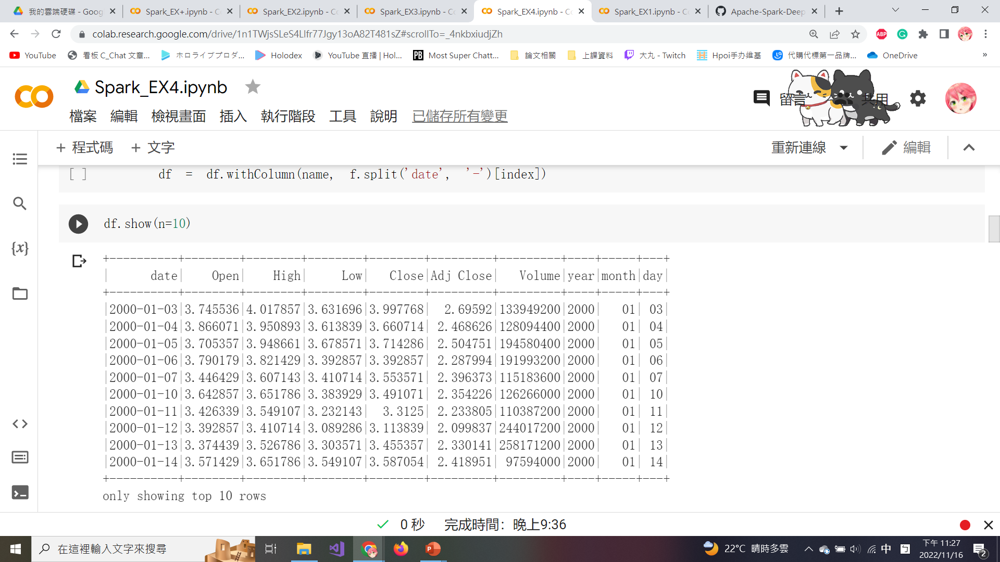 我的雲端硬碟 - Goog
Spark_EX+.ipynb - C
Spark_EX2.ipynb - C
Spark_EX3.ipynb - C
Spark_EX4.ipynb - C
Spark_EX1.ipynb - C
Apache-Spark-Deep
colab.research.google.com/drive/1n1TWjsSLeS4Llfr77Jgy13oA82T481sZ#scrollTo=_4nkbxiudjZh
ABP
YouTube
看板 C_Chat 文章...
ホロライブプロダ...
Holodex
YouTube 直播 | Hol...
PB
Most Super Chatt...
論文相關
上課資料
大丸 - Twitch
Hpoi手办维基
代購代標第一品牌...
OneDrive
»
Spark_EX4.ipynb
留言
共用
檔案 編輯 檢視畫面 插入 執行階段 工具 說明 已儲存所有變更
+ 程式碼 + 文字
重新連線
編輯
[ ] df = df.withColumn(name, f.split('date', '-')[index])
df.show(n=10)
{x}
+----------+--------+--------+--------+--------+---------+---------+----+-----+---+
|      date|    Open|    High|     Low|   Close|Adj Close|   Volume|year|month|day|
+----------+--------+--------+--------+--------+---------+---------+----+-----+---+
|2000-01-03|3.745536|4.017857|3.631696|3.997768|  2.69592|133949200|2000|   01| 03|
|2000-01-04|3.866071|3.950893|3.613839|3.660714| 2.468626|128094400|2000|   01| 04|
|2000-01-05|3.705357|3.948661|3.678571|3.714286| 2.504751|194580400|2000|   01| 05|
|2000-01-06|3.790179|3.821429|3.392857|3.392857| 2.287994|191993200|2000|   01| 06|
|2000-01-07|3.446429|3.607143|3.410714|3.553571| 2.396373|115183600|2000|   01| 07|
|2000-01-10|3.642857|3.651786|3.383929|3.491071| 2.354226|126266000|2000|   01| 10|
|2000-01-11|3.426339|3.549107|3.232143|  3.3125| 2.233805|110387200|2000|   01| 11|
|2000-01-12|3.392857|3.410714|3.089286|3.113839| 2.099837|244017200|2000|   01| 12|
|2000-01-13|3.374439|3.526786|3.303571|3.455357| 2.330141|258171200|2000|   01| 13|
|2000-01-14|3.571429|3.651786|3.549107|3.587054| 2.418951| 97594000|2000|   01| 14|
+----------+--------+--------+--------+--------+---------+---------+----+-----+---+
only showing top 10 rows
0 秒 完成時間：晚上9:36
在這裡輸入文字來搜尋
22°C 晴時多雲
中
下午 11:27
2022/11/16
2